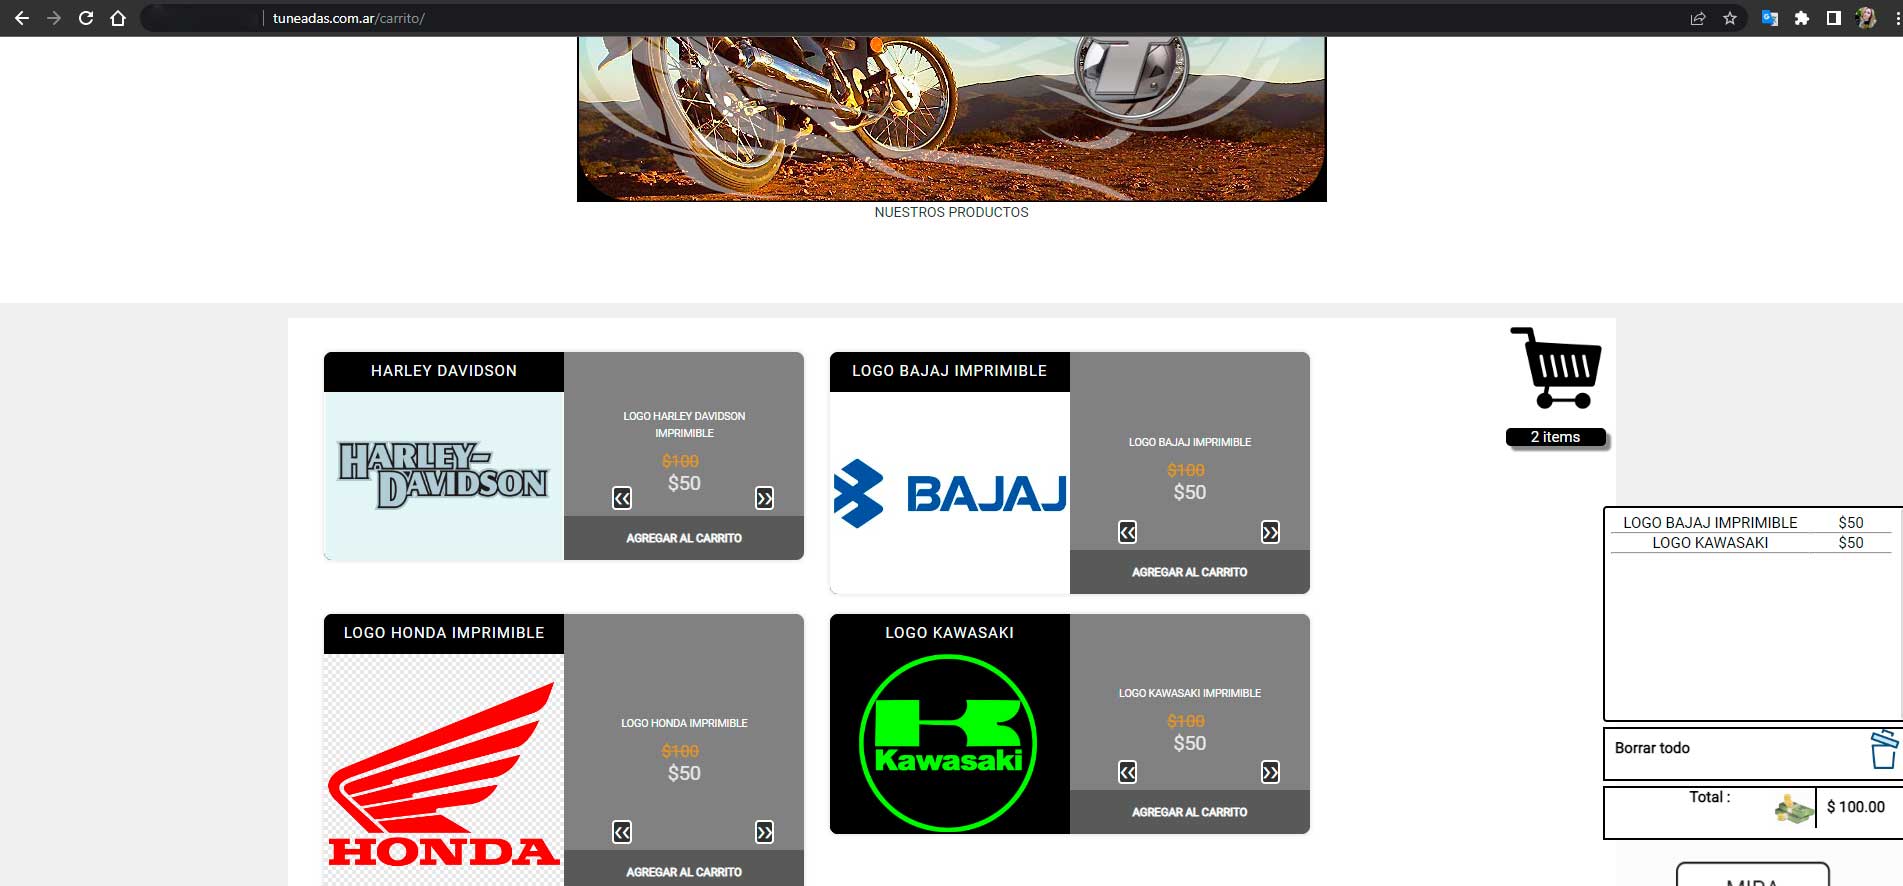 tuneadas.com.ar/carrito/
T
NUESTROS PRODUCTOS
HARLEY DAVIDSON
HARLEY-
DAVIDSON
LOGO HARLEY DAVIDSON
IMPRIMIBLE
$100
$50
<<
>>
AGREGAR AL CARRITO
LOGO BAJAJ IMPRIMIBLE
BAJAJ
LOGO BAJAJ IMPRIMIBLE
$100
$50
<<
>>
AGREGAR AL CARRITO
2 items
LOGO BAJAJ IMPRIMIBLE $50
LOGO KAWASAKI $50
Borrar todo
Total :
$ 100.00
LOGO HONDA IMPRIMIBLE
HONDA
LOGO HONDA IMPRIMIBLE
$100
$50
<<
>>
AGREGAR AL CARRITO
LOGO KAWASAKI
Kawasaki
LOGO KAWASAKI IMPRIMIBLE
$100
$50
<<
>>
AGREGAR AL CARRITO
MIRA